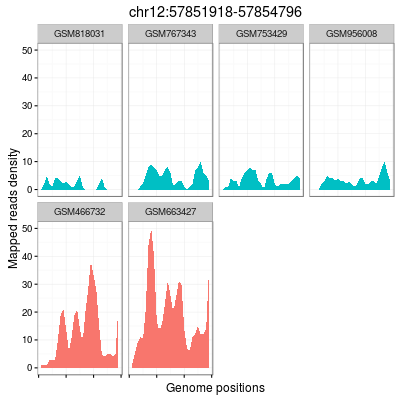 chr12:57851918-57854796
GSM818031 GSM767343 GSM753429 GSM956008
50
40
30
20
10
0
Mapped reads density
GSM466732 GSM663427
50
40
30
20
10
0
Genome positions